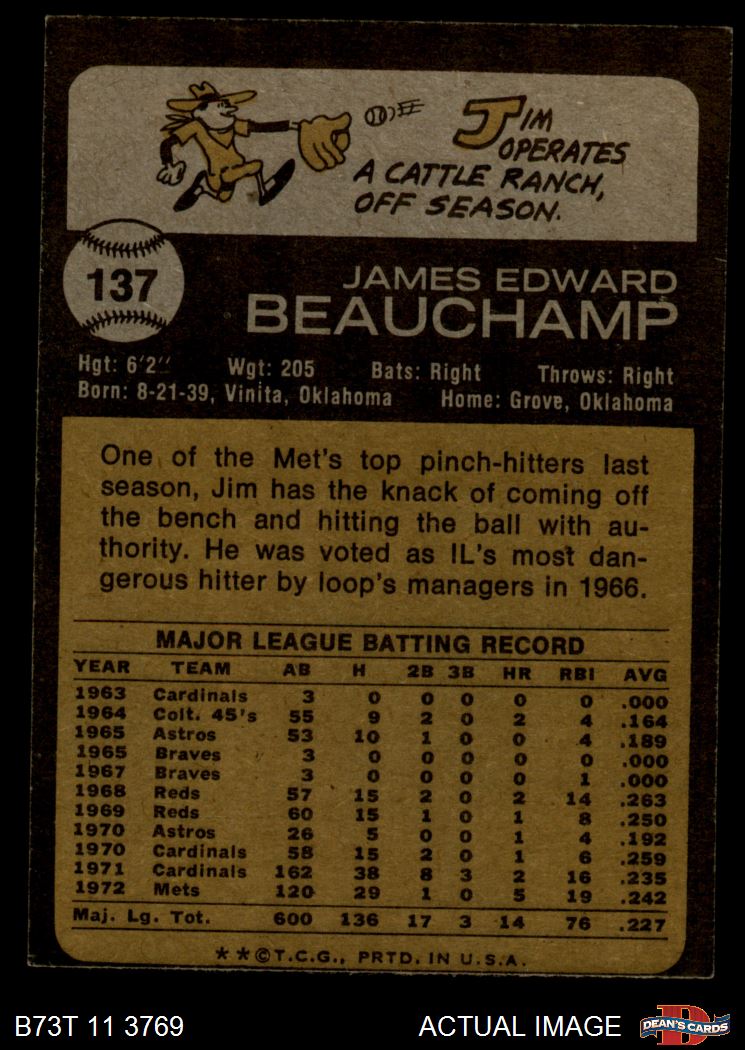 JIM
OPERATES
A CATTLE RANCH,
OFF SEASON.
137
JAMES EDWARD
BEAUCHAMP
Hgt: 6'2" Wgt: 205 Bats: Right Throws: Right
Born: 8-21-39, Vinita, Oklahoma Home: Grove, Oklahoma
One of the Met's top pinch-hitters last
season, Jim has the knack of coming off
the bench and hitting the ball with au-
thority. He was voted as IL's most dan-
gerous hitter by loop's managers in 1966.
MAJOR LEAGUE BATTING RECORD
YEAR TEAM AB H 2B 3B HR RBI AVG
1963 Cardinals 3 0 0 0 0 0 .000
1964 Colt. 45's 55 9 2 0 2 4 .164
1965 Astros 53 10 1 0 0 4 .189
1965 Braves 3 0 0 0 0 0 .000
1967 Braves 3 0 0 0 0 1 .000
1968 Reds 57 15 2 0 2 14 .263
1969 Reds 60 15 1 0 1 8 .250
1970 Astros 26 5 0 0 1 4 .192
1970 Cardinals 58 15 2 0 1 6 .259
1971 Cardinals 162 38 8 3 2 16 .235
1972 Mets 120 29 1 0 5 19 .242
Maj. Lg. Tot. 600 136 17 3 14 76 .227
**©T.C.G., PRTD. IN U.S.A.
B73T 11 3769 ACTUAL IMAGE DEAN'S CARDS